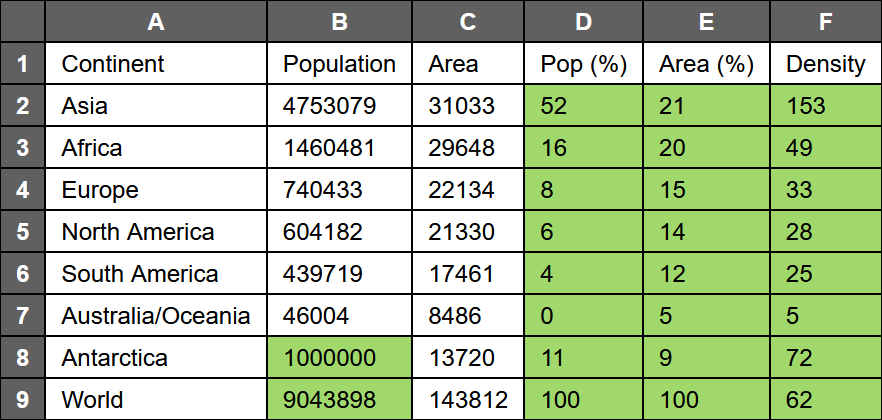 A B C D E F
1 Continent Population Area Pop (%) Area (%) Density
2 Asia 4753079 31033 52 21 153
3 Africa 1460481 29648 16 20 49
4 Europe 740433 22134 8 15 33
5 North America 604182 21330 6 14 28
6 South America 439719 17461 4 12 25
7 Australia/Oceania 46004 8486 0 5 5
8 Antarctica 1000000 13720 11 9 72
9 World 9043898 143812 100 100 62